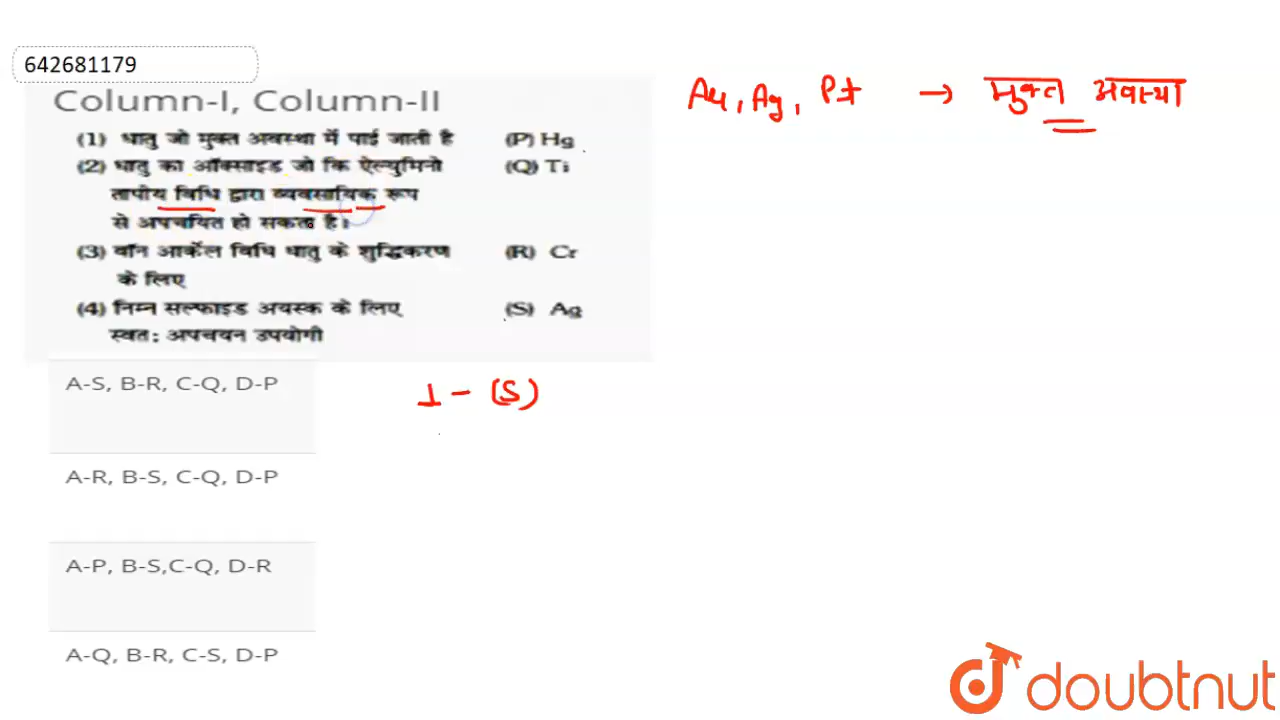 642681179
Column-I, Column-II
(1) धातु जो मुक्त अवस्था में पाई जाती है (P) Hg
(2) धातु का ऑक्साइड जो कि ऐल्युमिनो (Q) Ti
तापीय विधि द्वारा व्यवसायिक रूप
से अपचयित हो सकता है।
(3) वॉन आर्केल विधि धातु के शुद्धिकरण (R) Cr
के लिए
(4) निम्न सल्फाइड अयस्क के लिए (S) Ag
स्वत: अपचयन उपयोगी
A-S, B-R, C-Q, D-P
A-R, B-S, C-Q, D-P
A-P, B-S,C-Q, D-R
A-Q, B-R, C-S, D-P
Au, Ag, Pt → मुक्त अवस्था
1 - (S)
doubtnut